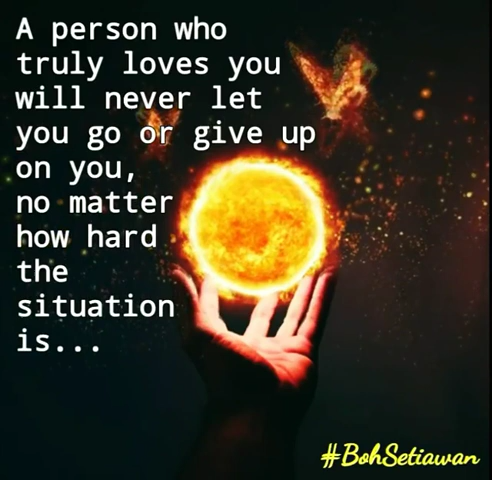 A person who
truly loves you
will never let
you go or give up
on you,
no matter
how hard
the
situation
is...
#BohSetiawan